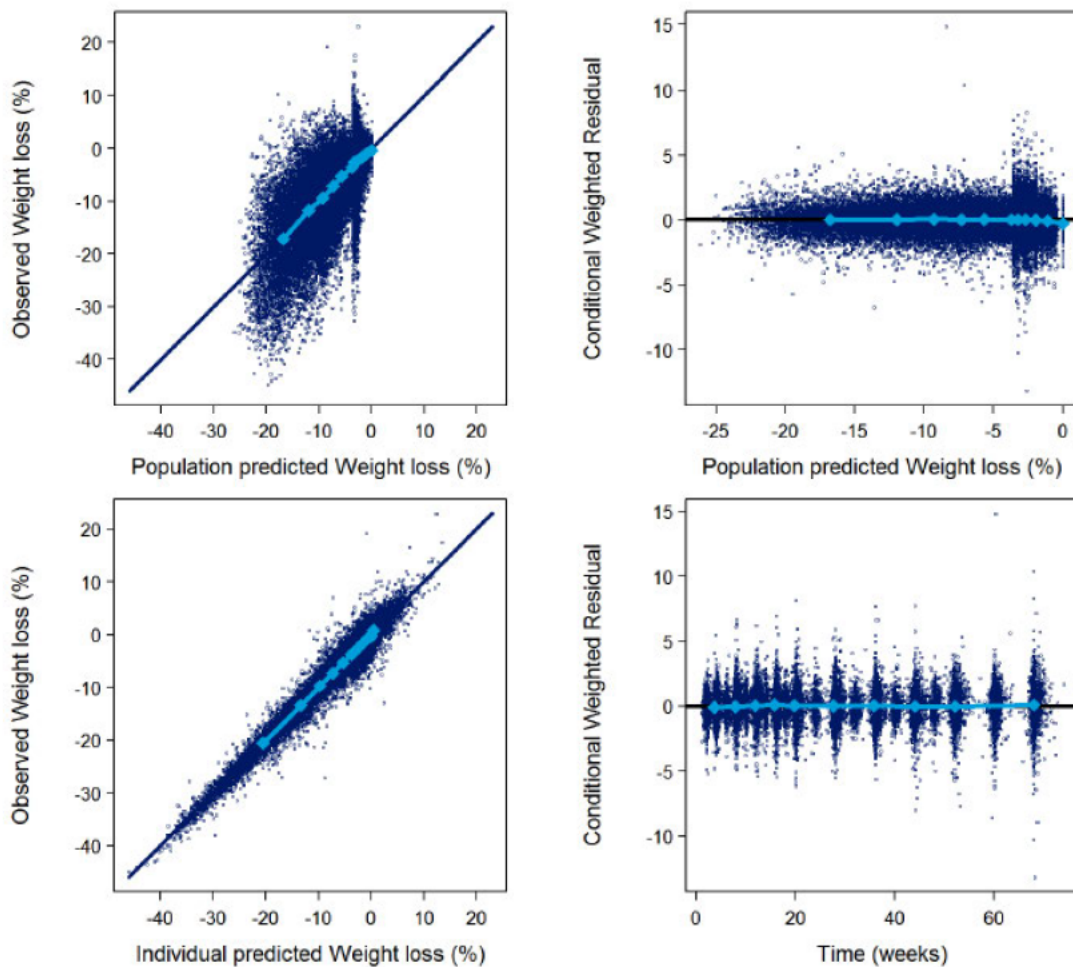 20
10
0
-10
-20
-30
-40
Observed Weight loss (%)
-40 -30 -20 -10 0 10 20
Population predicted Weight loss (%)
15
10
5
0
-5
-10
Conditional Weighted Residual
-25 -20 -15 -10 -5 0
Population predicted Weight loss (%)
20
10
0
-10
-20
-30
-40
Observed Weight loss (%)
-40 -30 -20 -10 0 10 20
Individual predicted Weight loss (%)
15
10
5
0
-5
-10
Conditional Weighted Residual
0 20 40 60
Time (weeks)